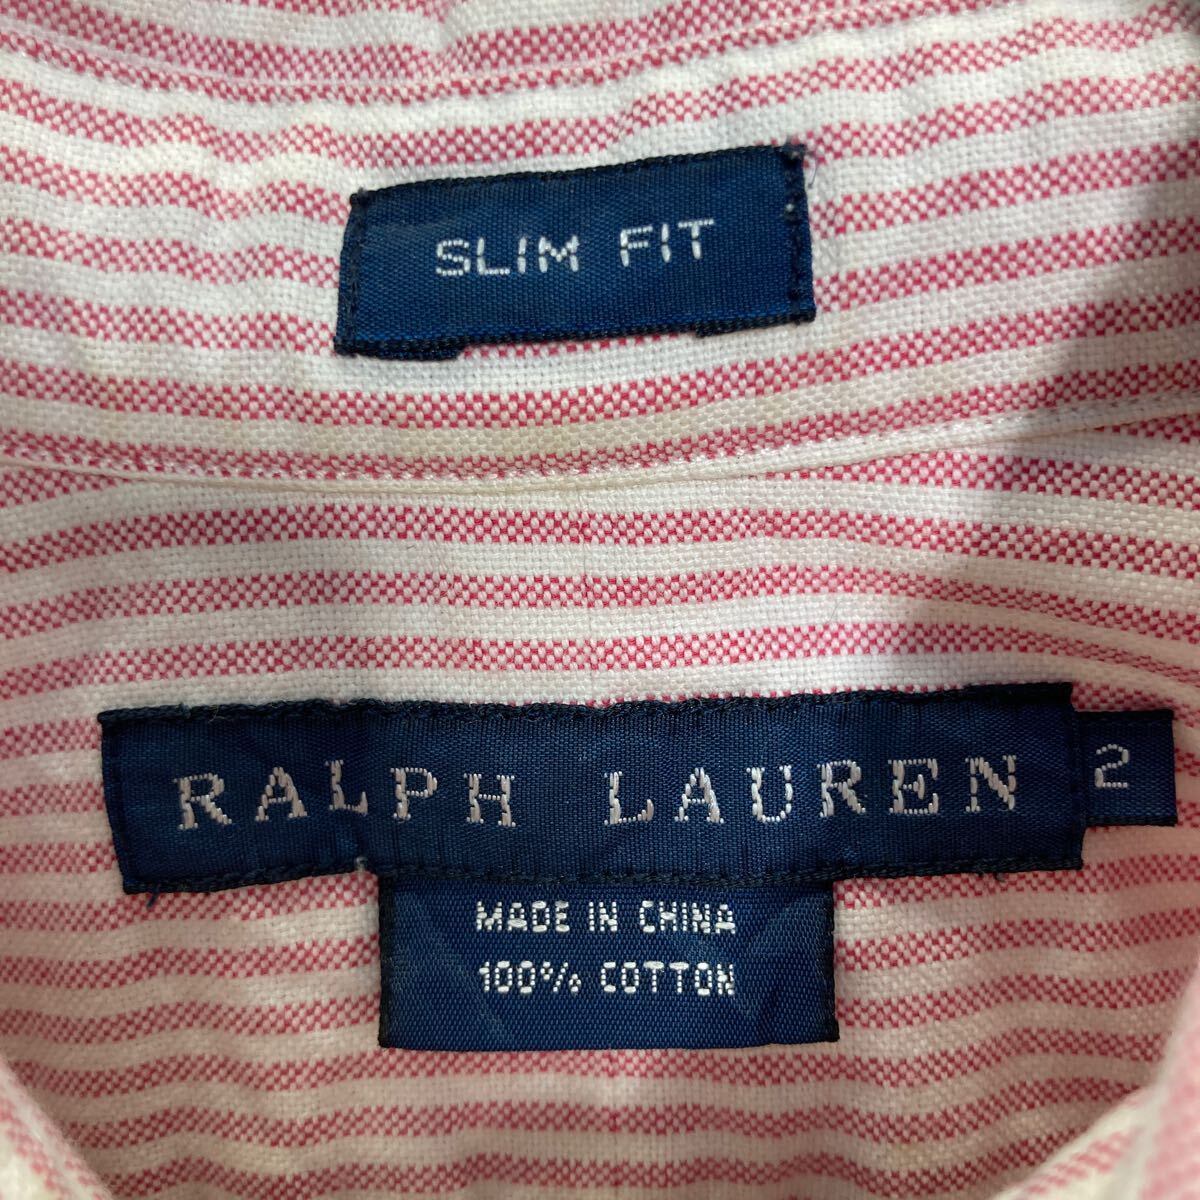 SLIM FIT
RALPH LAUREN 2
MADE IN CHINA
100% COTTON